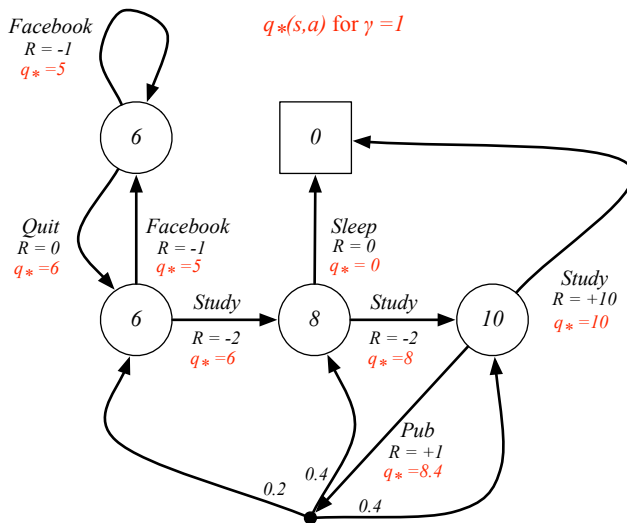 Facebook
R = -1
q* =5
q*(s,a) for γ =1
6
0
Quit
R = 0
q* =6
Facebook
R = -1
q* =5
Sleep
R = 0
q* = 0
Study
R = +10
q* =10
6
Study
R = -2
q* =6
8
Study
R = -2
q* =8
10
Pub
R = +1
q* =8.4
0.2
0.4
0.4